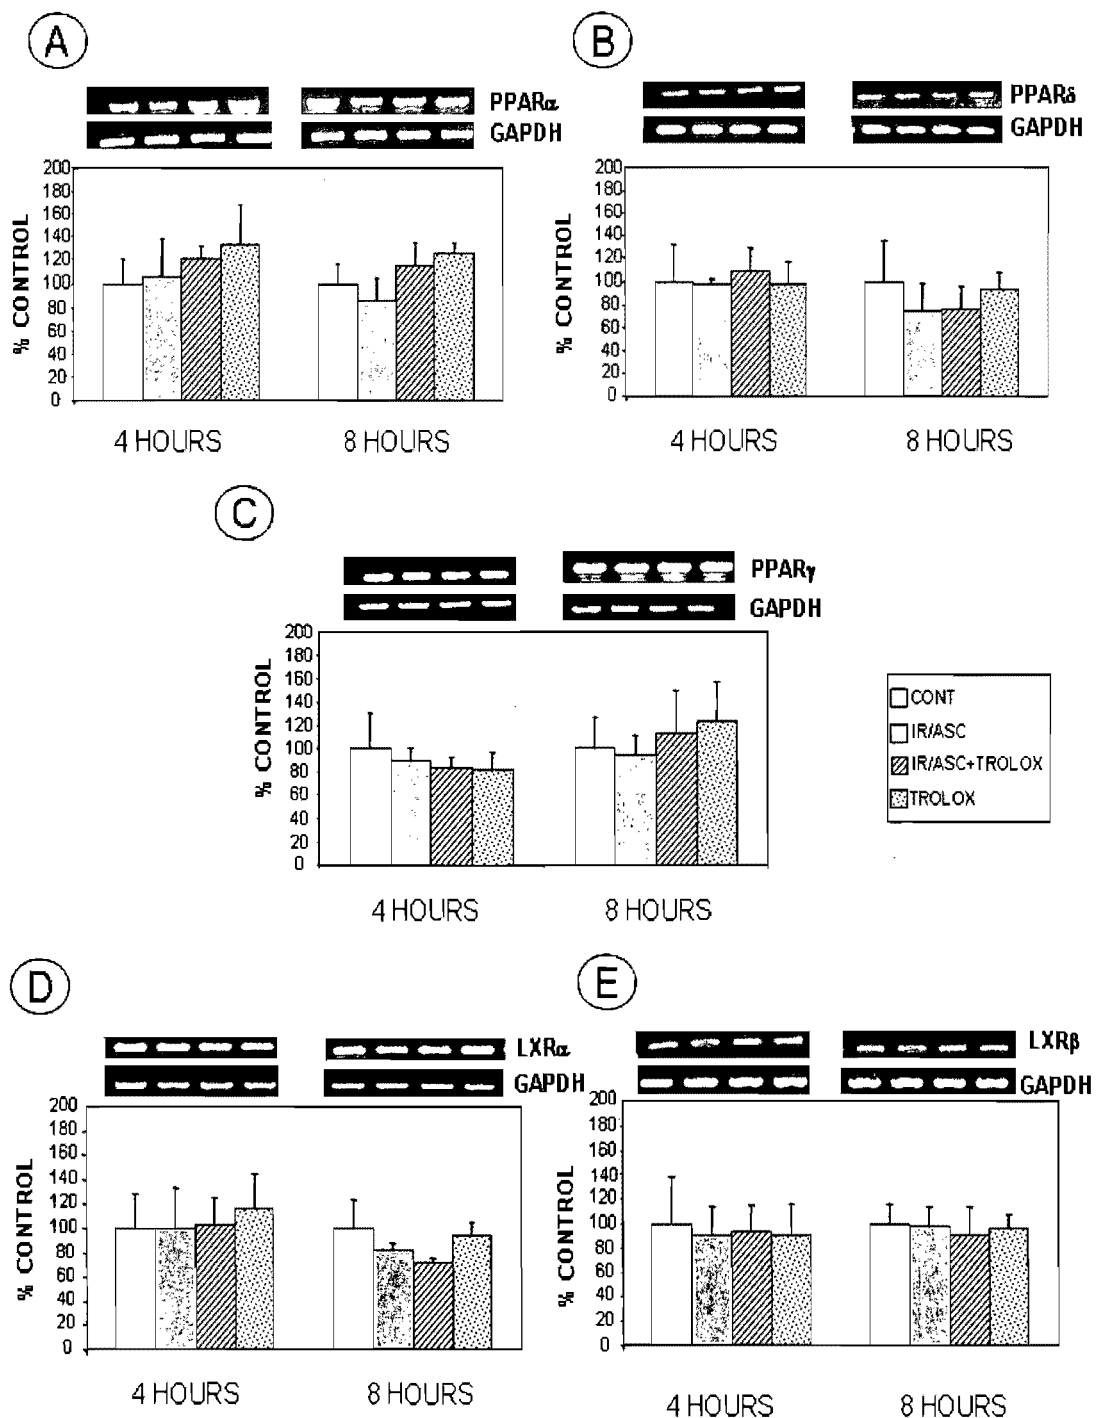 A
PPARα
GAPDH
% CONTROL
200
180
160
140
120
100
80
60
40
20
0
4 HOURS
8 HOURS
B
PPARδ
GAPDH
% CONTROL
200
180
160
140
120
100
80
60
40
20
0
4 HOURS
8 HOURS
C
PPARγ
GAPDH
% CONTROL
200
180
160
140
120
100
80
60
40
20
0
4 HOURS
8 HOURS
CONT
IR/ASC
IR/ASC+TROLOX
TROLOX
D
LXRα
GAPDH
% CONTROL
200
180
160
140
120
100
80
60
40
20
0
4 HOURS
8 HOURS
E
LXRβ
GAPDH
% CONTROL
200
180
160
140
120
100
80
60
40
20
0
4 HOURS
8 HOURS